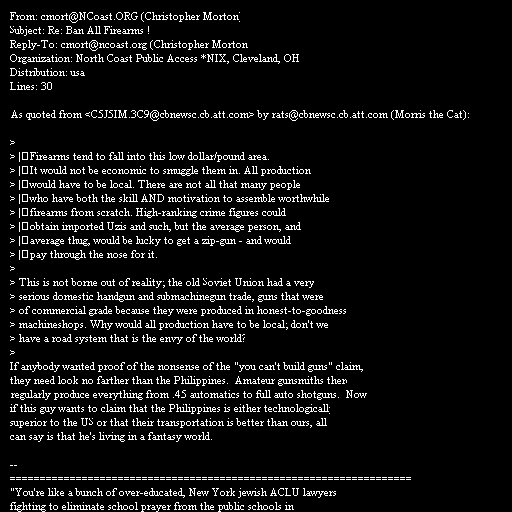 From: cmort@NCoast.ORG (Christopher Morton)
Subject: Re: Ban All Firearms !
Reply-To: cmort@ncoast.org (Christopher Morton
Organization: North Coast Public Access *NIX, Cleveland, OH
Distribution: usa
Lines: 30

As quoted from <C5JSIM.3C9@cbnewsc.cb.att.com> by rats@cbnewsc.cb.att.com (Morris the Cat):

>
> |▯Firearms tend to fall into this low dollar/pound area.
> |▯It would not be economic to smuggle them in. All production
> |▯would have to be local. There are not all that many people
> |▯who have both the skill AND motivation to assemble worthwhile
> |▯firearms from scratch. High-ranking crime figures could
> |▯obtain imported Uzis and such, but the average person, and
> |▯average thug, would be lucky to get a zip-gun - and would
> |▯pay through the nose for it.
>
> This is not borne out of reality; the old Soviet Union had a very
> serious domestic handgun and submachinegun trade, guns that were
> of commercial grade because they were produced in honest-to-goodness
> machineshops. Why would all production have to be local; don't we
> have a road system that is the envy of the world?
>
If anybody wanted proof of the nonsense of the "you can't build guns" claim,
they need look no farther than the Philippines.  Amateur gunsmiths ther
regularly produce everything from .45 automatics to full auto shotguns.  Now
if this guy wants to claim that the Philippines is either technologicall
superior to the US or that their transportation is better than ours, all
can say is that he's living in a fantasy world.

--
===================================================================
"You're like a bunch of over-educated, New York jewish ACLU lawyers
fighting to eliminate school prayer from the public schools in